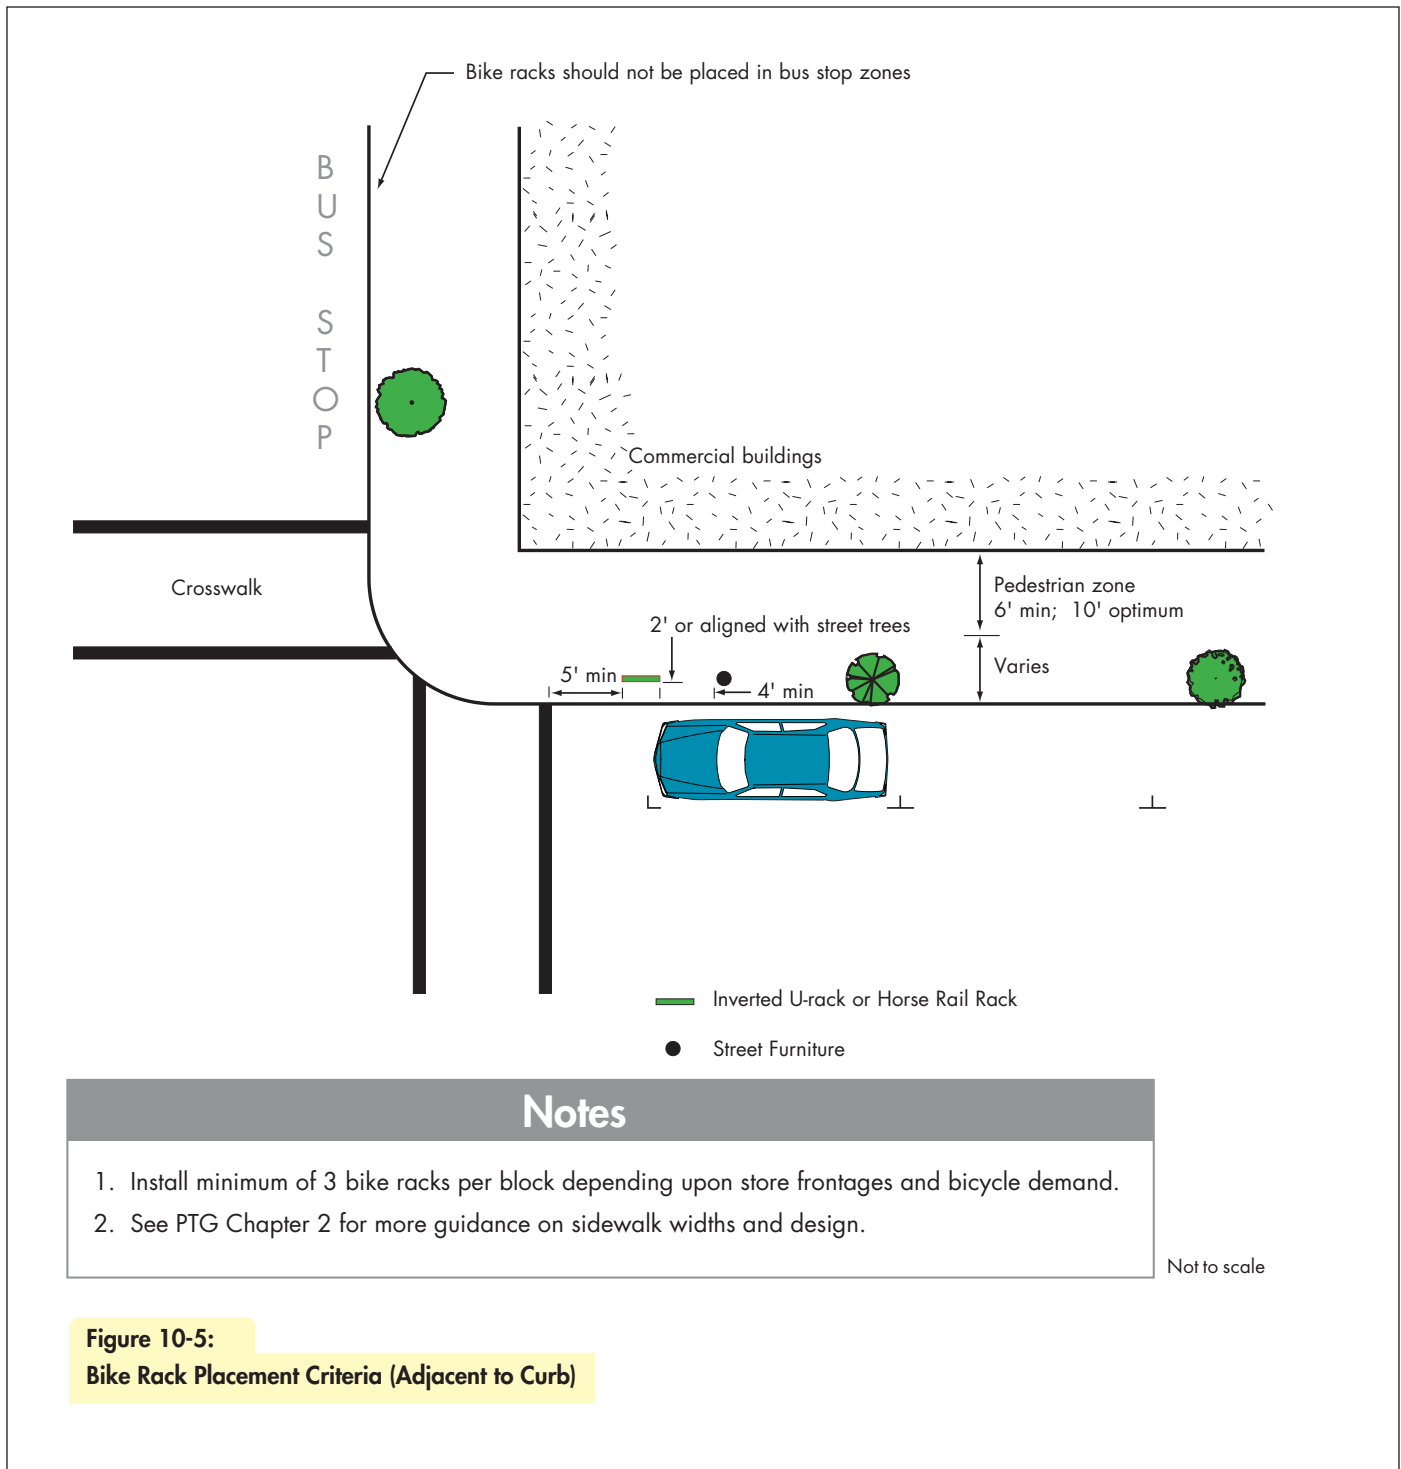 Bike racks should not be placed in bus stop zones
BUS STOP
Commercial buildings
Crosswalk
Pedestrian zone
6' min; 10' optimum
2' or aligned with street trees
Varies
5' min
4' min
Inverted U-rack or Horse Rail Rack
Street Furniture
Notes
1. Install minimum of 3 bike racks per block depending upon store frontages and bicycle demand.
2. See PTG Chapter 2 for more guidance on sidewalk widths and design.
Not to scale
Figure 10-5:
Bike Rack Placement Criteria (Adjacent to Curb)